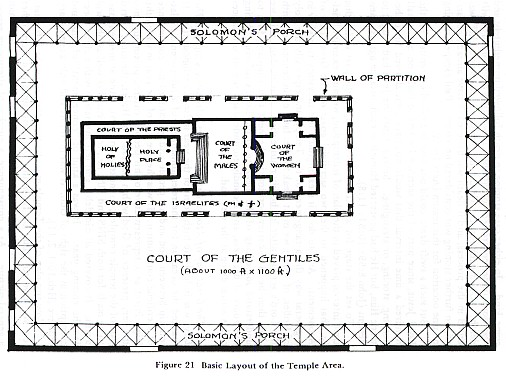 SOLOMON'S PORCH
WALL OF PARTITION
COURT OF THE PRIESTS
HOLY
OF
HOLIES
HOLY
PLACE
COURT
OF
THE
MALES
COURT
OF
THE
WOMEN
COURT OF THE ISRAELITES (M & F)
COURT OF THE GENTILES
(ABOUT 1000 ft x 1100 ft.)
SOLOMON'S PORCH
Figure 21 Basic Layout of the Temple Area.